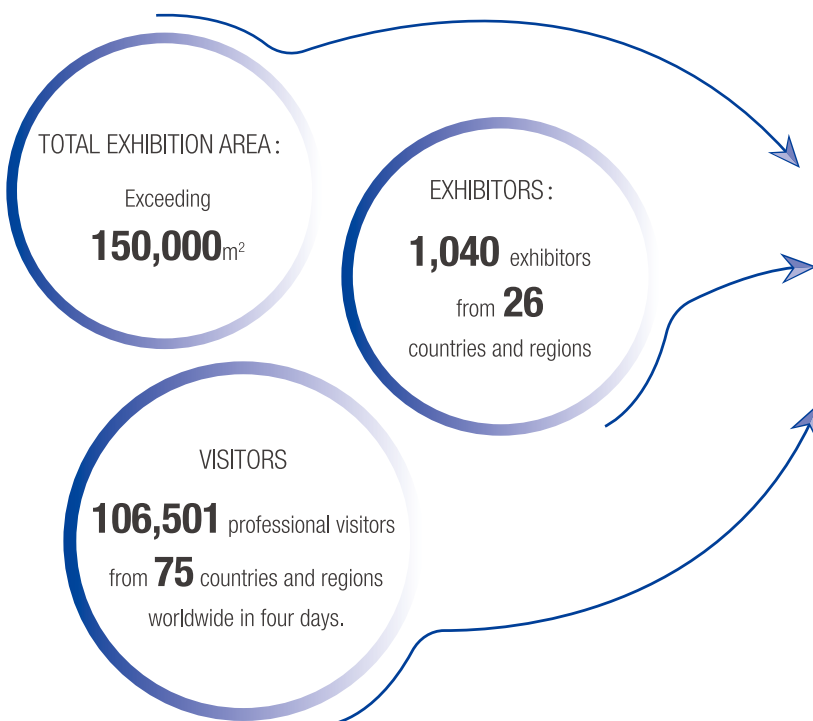 TOTAL EXHIBITION AREA:
Exceeding
150,000m²
EXHIBITORS:
1,040 exhibitors
from 26
countries and regions
VISITORS
106,501 professional visitors
from 75 countries and regions
worldwide in four days.